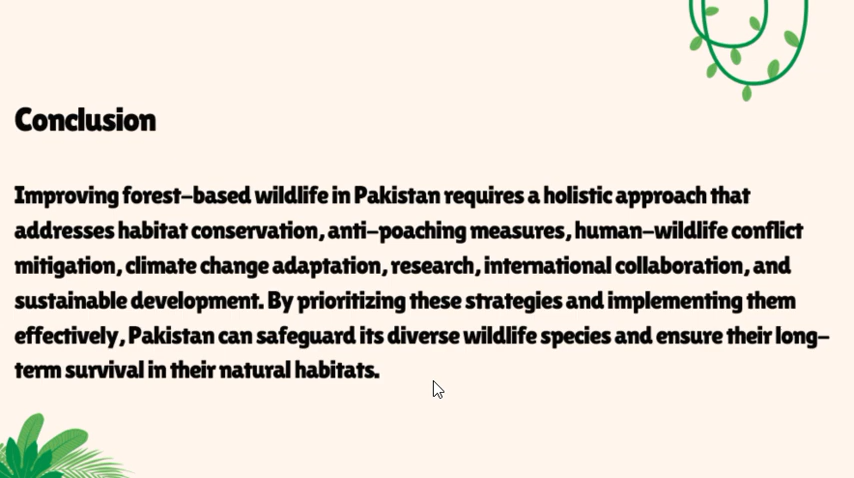 Conclusion
Improving forest-based wildlife in Pakistan requires a holistic approach that
addresses habitat conservation, anti-poaching measures, human-wildlife conflict
mitigation, climate change adaptation, research, international collaboration, and
sustainable development. By prioritizing these strategies and implementing them
effectively, Pakistan can safeguard its diverse wildlife species and ensure their long-
term survival in their natural habitats.